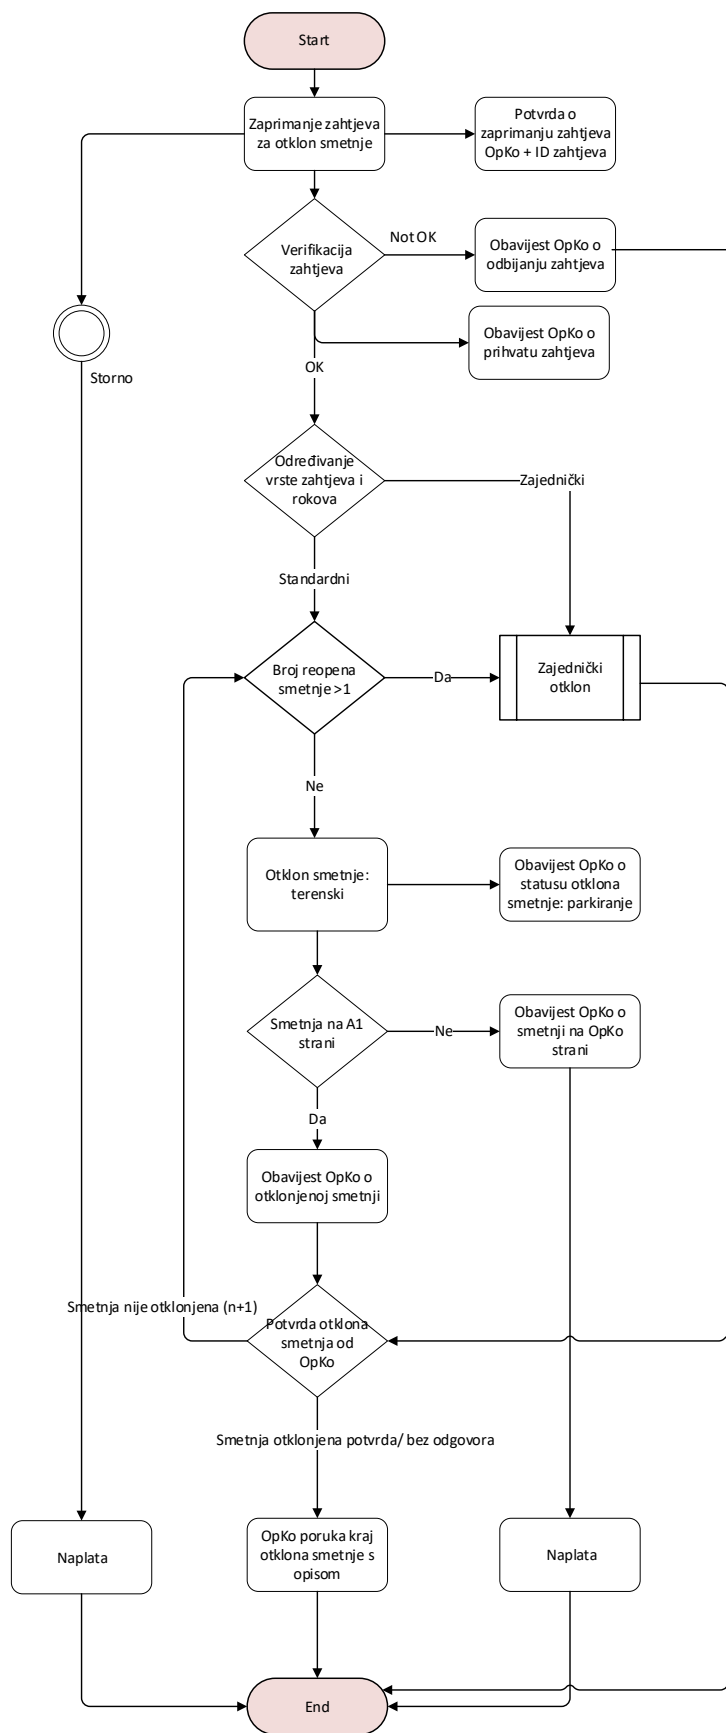 Start
Zaprimanje zahtjeva
za otklon smetnje
Potvrda o
zaprimanju zahtjeva
OpKo + ID zahtjeva
Verifikacija
zahtjeva
Not OK
Obavijest OpKo o
odbijanju zahtjeva
Obavijest OpKo o
prihvatu zahtjeva
OK
Storno
Određivanje
vrste zahtjeva i
rokova
Zajednički
Standardni
Broj reopena
smetnje >1
Da
Zajednički
otklon
Ne
Otklon smetnje:
terenski
Obavijest OpKo o
statusu otklona
smetnje: parkiranje
Smetnja na A1
strani
Ne
Obavijest OpKo o
smetnji na OpKo
strani
Da
Obavijest OpKo o
otklonjenoj smetnji
Smetnja nije otklonjena (n+1)
Potvrda otklona
smetnja od
OpKo
Smetnja otklonjena potvrda/ bez odgovora
Naplata
OpKo poruka kraj
otklona smetnje s
opisom
Naplata
End